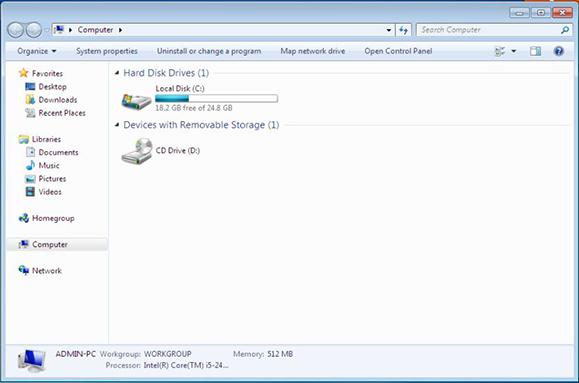 Computer
Search Computer
Organize System properties Uninstall or change a program Map network drive Open Control Panel
Favorites
Desktop
Downloads
Recent Places
Libraries
Documents
Music
Pictures
Videos
Homegroup
Computer
Network
Hard Disk Drives (1)
Local Disk (C:)
18.2 GB free of 24.8 GB
Devices with Removable Storage (1)
CD Drive (D:)
ADMIN-PC Workgroup: WORKGROUP Memory: 512 MB
Processor: Intel(R) Core(TM) i5-24...